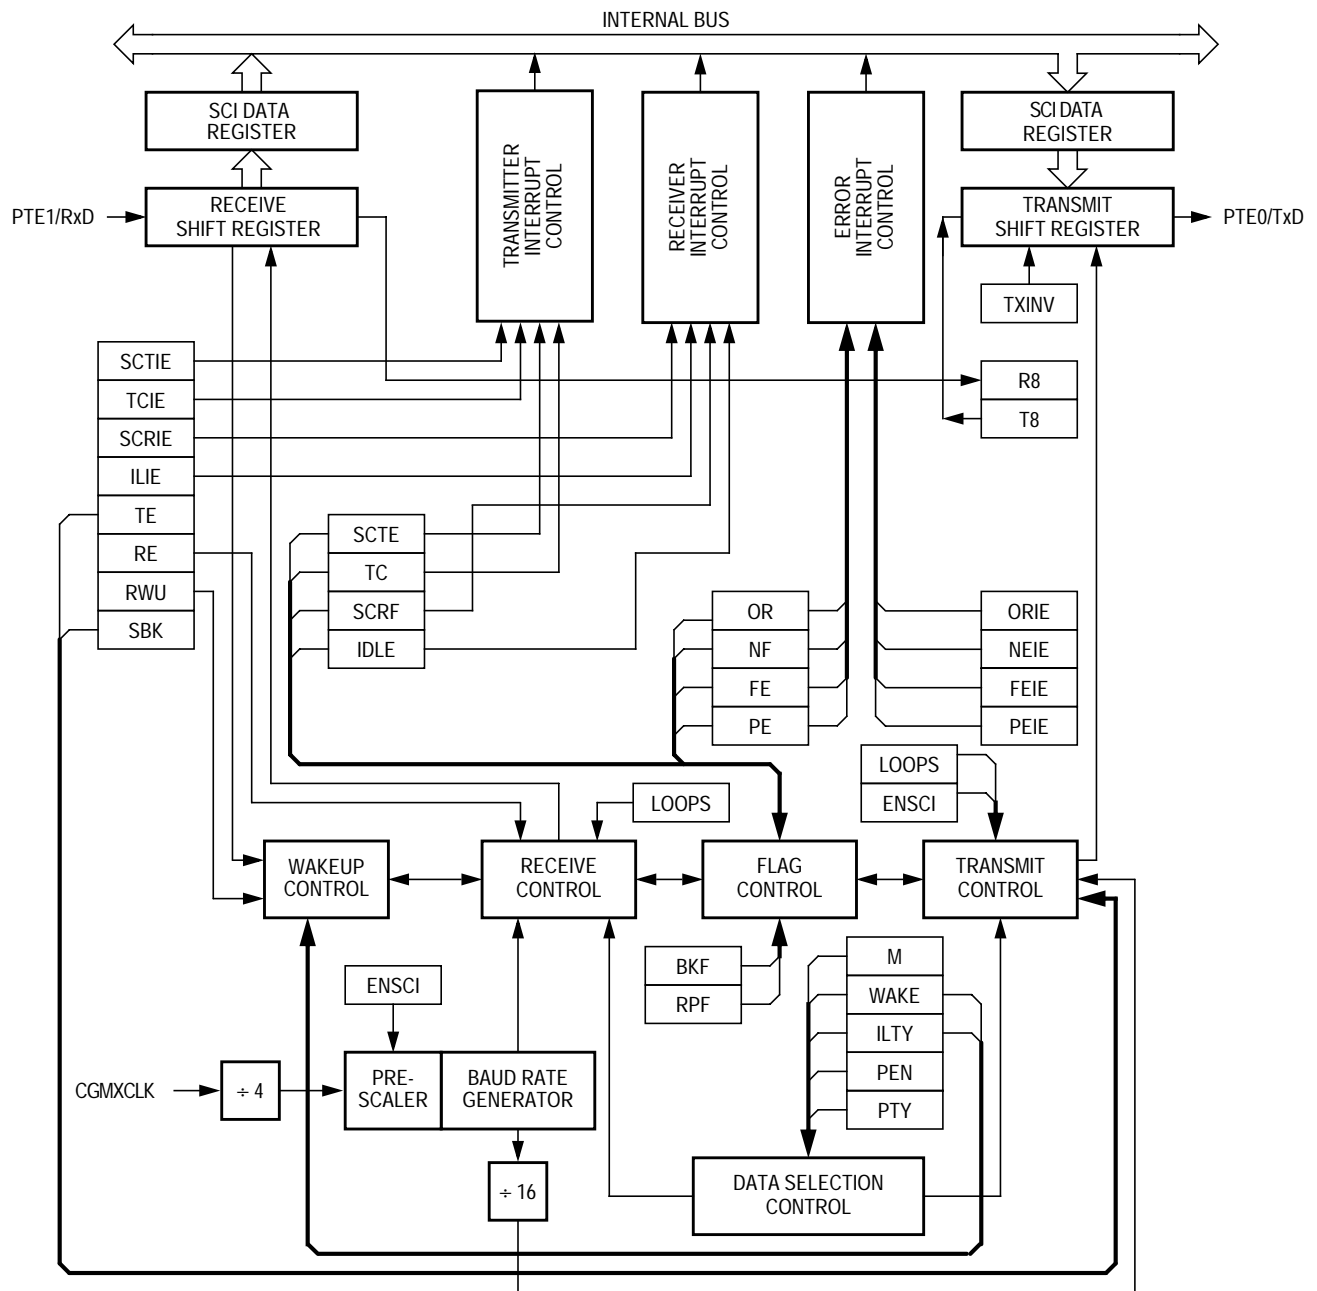 INTERNAL BUS
SCI DATA
REGISTER
TRANSMITTER
INTERRUPT
CONTROL
RECEIVER
INTERRUPT
CONTROL
ERROR
INTERRUPT
CONTROL
SCI DATA
REGISTER
PTE1/RxD
RECEIVE
SHIFT REGISTER
TRANSMIT
SHIFT REGISTER
PTE0/TxD
TXINV
SCTIE
TCIE
SCRIE
ILIE
TE
RE
RWU
SBK
R8
T8
SCTE
TC
SCRF
IDLE
OR
NF
FE
PE
ORIE
NEIE
FEIE
PEIE
LOOPS
LOOPS
ENSCI
WAKEUP
CONTROL
RECEIVE
CONTROL
FLAG
CONTROL
TRANSMIT
CONTROL
BKF
RPF
M
WAKE
ILTY
PEN
PTY
ENSCI
CGMXCLK
÷ 4
PRE-
SCALER
BAUD RATE
GENERATOR
÷ 16
DATA SELECTION
CONTROL